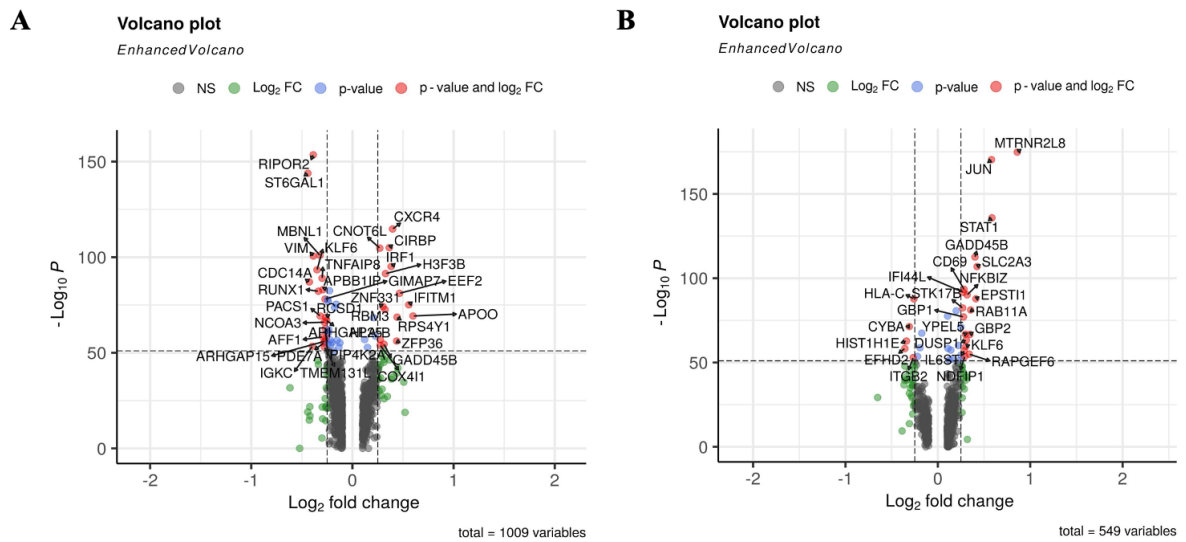 A
Volcano plot
EnhancedVolcano
NS Log2 FC p-value p - value and log2 FC
RIPOR2
ST6GAL1
CXCR4
MBNL1 CNOT6L
CIRBP
VIM KLF6
IRF1
TNFAIP8 H3F3B
CDC14A APBB1IP GIMAP7 EEF2
RUNX1
ZNF331 IFITM1
PACS1 RCSD1 RBM3 APOO
NCOA3 RPS4Y1
AFF1 ZFP36
ARHGAP15 PDE7A PIP4K2A GADD45B
IGKC TMEM131L COX4I1
150
100
50
0
- Log10 P
-2 -1 0 1 2
Log2 fold change
total = 1009 variables
B
Volcano plot
EnhancedVolcano
NS Log2 FC p-value p - value and log2 FC
MTRNR2L8
JUN
STAT1
GADD45B
CD69 SLC2A3
IFI44L NFKBIZ
HLA-C STK17B EPSTI1
GBP1 RAB11A
CYBA YPEL5 GBP2
HIST1H1E DUSP1 KLF6
EFHD2 IL6ST RAPGEF6
ITGB2 NDFIP1
150
100
50
0
- Log10 P
-2 -1 0 1 2
Log2 fold change
total = 549 variables